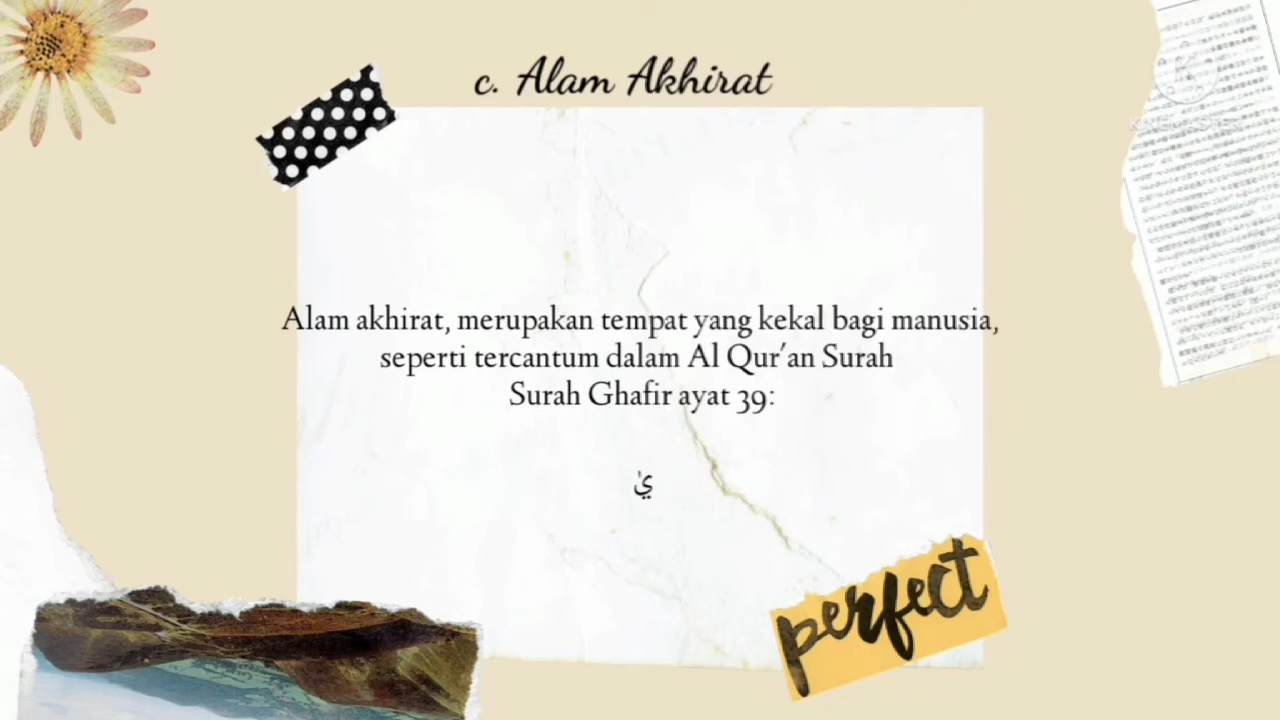 c. Alam Akhirat
Alam akhirat, merupakan tempat yang kekal bagi manusia,
seperti tercantum dalam Al Qur'an Surah
Surah Ghafir ayat 39:
يٰ
perfect